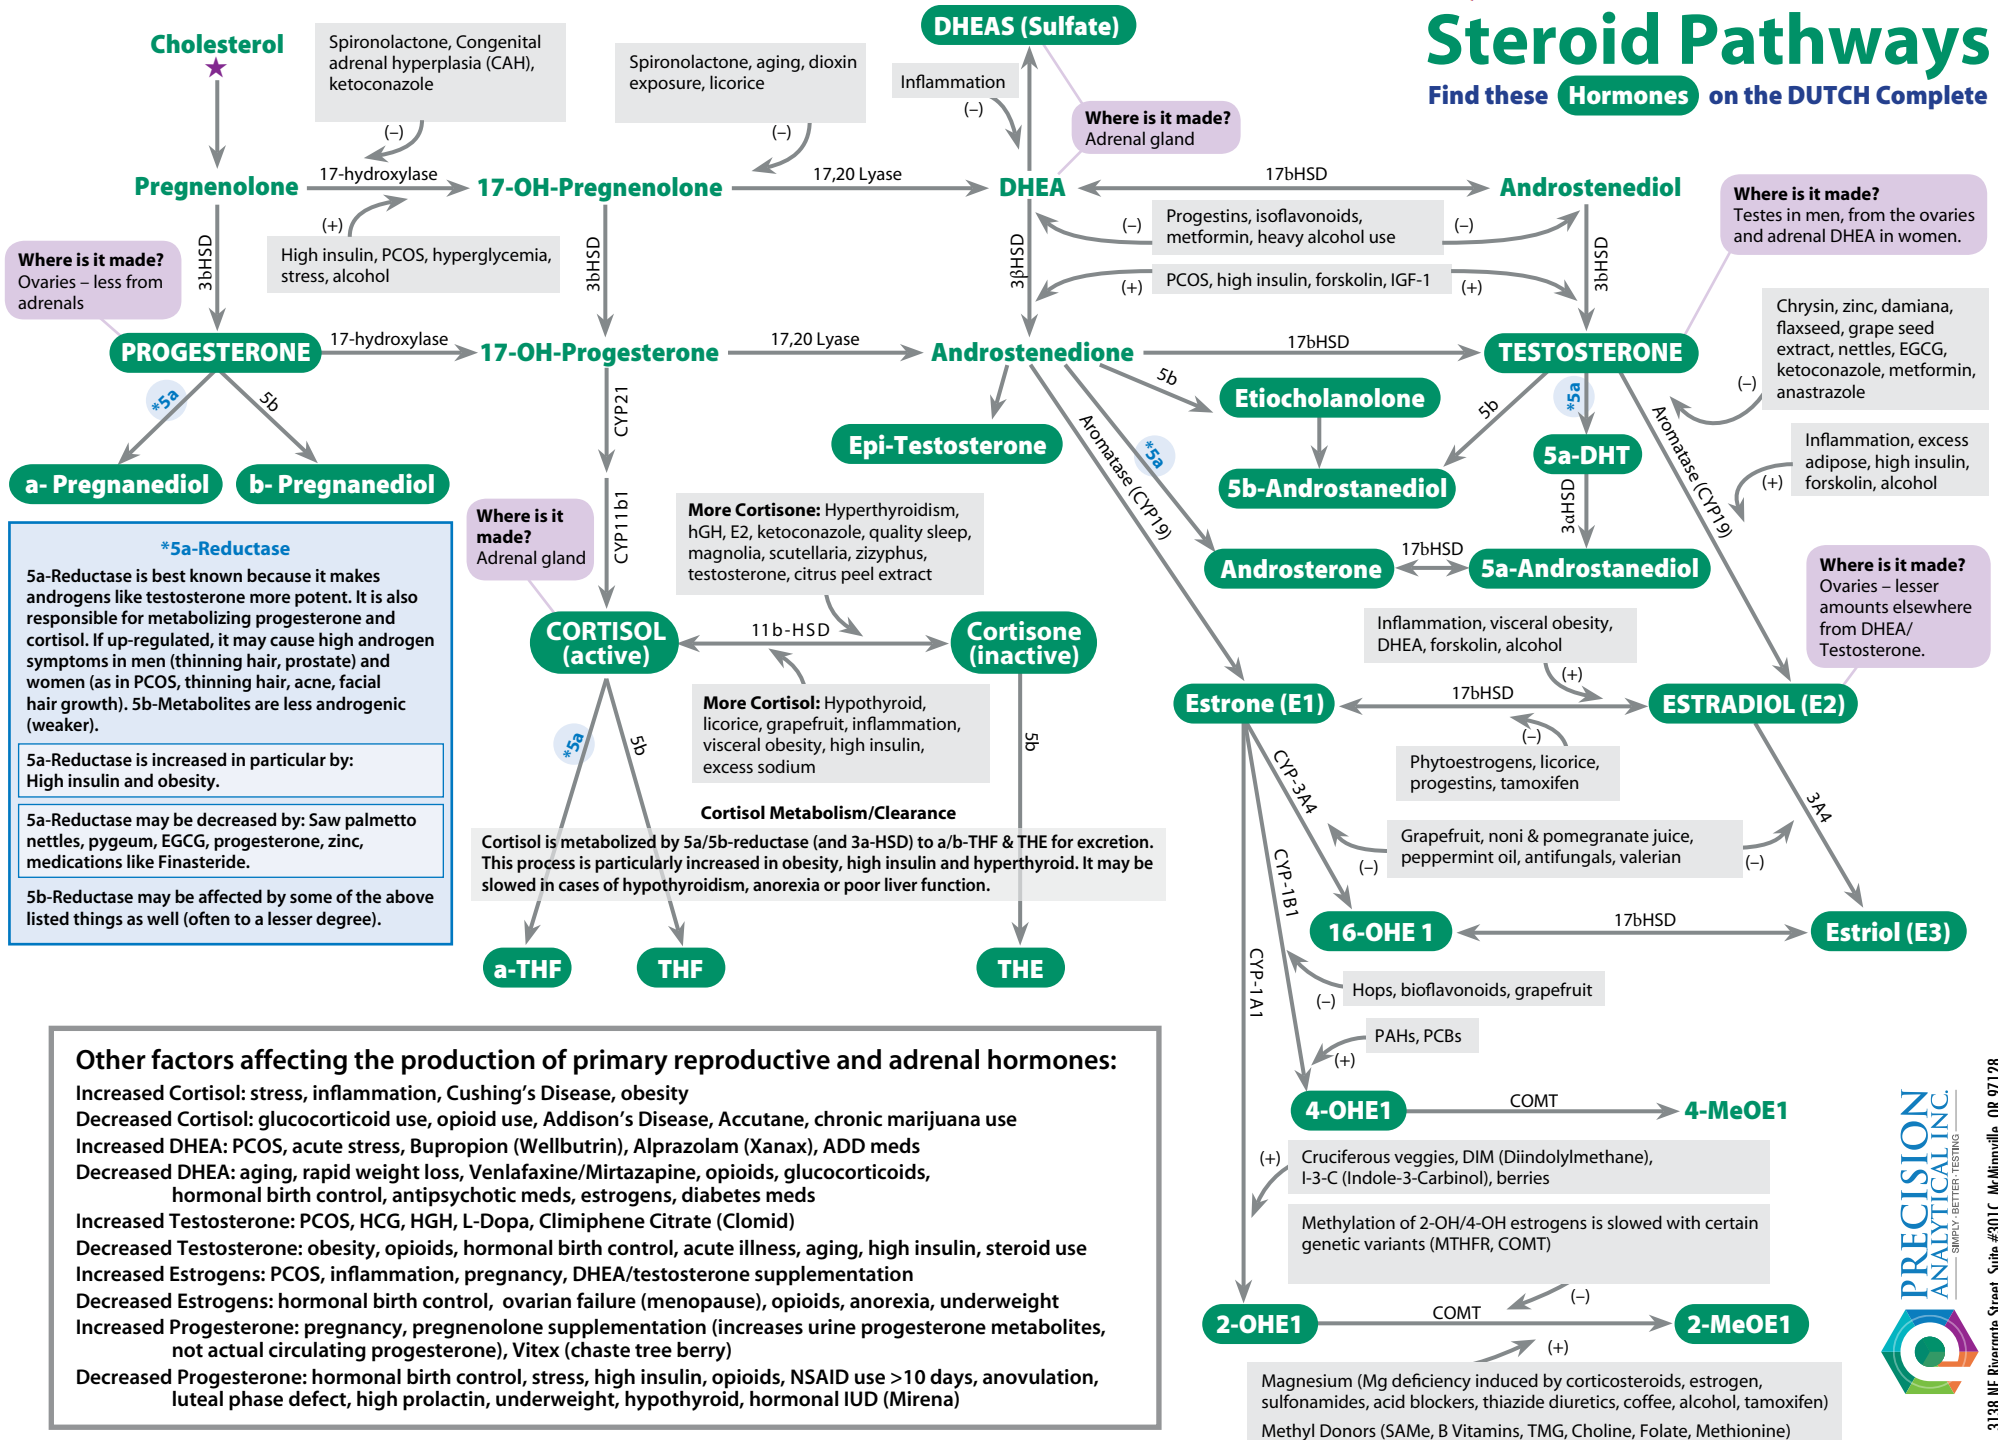 Steroid Pathways
Find these Hormones on the DUTCH Complete
Cholesterol
Spironolactone, Congenital
adrenal hyperplasia (CAH),
ketoconazole
(–)
Spironolactone, aging, dioxin
exposure, licorice
(–)
DHEAS (Sulfate)
Inflammation
(–)
Where is it made?
Adrenal gland
Pregnenolone
17-hydroxylase
17-OH-Pregnenolone
17,20 Lyase
DHEA
17bHSD
Androstenediol
(+)
High insulin, PCOS, hyperglycemia,
stress, alcohol
3bHSD
3bHSD
3βHSD
3bHSD
(–)
Progestins, isoflavonoids,
metformin, heavy alcohol use
(–)
(+)
PCOS, high insulin, forskolin, IGF-1
(+)
Where is it made?
Testes in men, from the ovaries
and adrenal DHEA in women.
Where is it made?
Ovaries – less from
adrenals
PROGESTERONE
17-hydroxylase
17-OH-Progesterone
17,20 Lyase
Androstenedione
17bHSD
TESTOSTERONE
Chrysin, zinc, damiana,
flaxseed, grape seed
extract, nettles, EGCG,
ketoconazole, metformin,
anastrazole
(–)
Inflammation, excess
adipose, high insulin,
forskolin, alcohol
(+)
*5a
5b
a- Pregnanediol
b- Pregnanediol
CYP21
CYP11b1
Epi-Testosterone
5b
Etiocholanolone
5b-Androstanediol
5b
*5a
5a-DHT
3aHSD
Aromatase (CYP19)
*5a
Aromatase (CYP19)
Androsterone
17bHSD
5a-Androstanediol
*5a-Reductase
5a-Reductase is best known because it makes
androgens like testosterone more potent. It is also
responsible for metabolizing progesterone and
cortisol. If up-regulated, it may cause high androgen
symptoms in men (thinning hair, prostate) and
women (as in PCOS, thinning hair, acne, facial
hair growth). 5b-Metabolites are less androgenic
(weaker).
5a-Reductase is increased in particular by:
High insulin and obesity.
5a-Reductase may be decreased by: Saw palmetto
nettles, pygeum, EGCG, progesterone, zinc,
medications like Finasteride.
5b-Reductase may be affected by some of the above
listed things as well (often to a lesser degree).
Where is it
made?
Adrenal gland
More Cortisone: Hyperthyroidism,
hGH, E2, ketoconazole, quality sleep,
magnolia, scutellaria, zizyphus,
testosterone, citrus peel extract
CORTISOL
(active)
11b-HSD
Cortisone
(inactive)
More Cortisol: Hypothyroid,
licorice, grapefruit, inflammation,
visceral obesity, high insulin,
excess sodium
*5a
5b
5b
Cortisol Metabolism/Clearance
Cortisol is metabolized by 5a/5b-reductase (and 3a-HSD) to a/b-THF & THE for excretion.
This process is particularly increased in obesity, high insulin and hyperthyroid. It may be
slowed in cases of hypothyroidism, anorexia or poor liver function.
a-THF
THF
THE
Where is it made?
Ovaries – lesser
amounts elsewhere
from DHEA/
Testosterone.
Inflammation, visceral obesity,
DHEA, forskolin, alcohol
(+)
Estrone (E1)
17bHSD
ESTRADIOL (E2)
(–)
Phytoestrogens, licorice,
progestins, tamoxifen
CYP-3A4
3A4
Grapefruit, noni & pomegranate juice,
peppermint oil, antifungals, valerian
(–)
(–)
CYP-1B1
CYP-1A1
16-OHE 1
17bHSD
Estriol (E3)
(–)
Hops, bioflavonoids, grapefruit
PAHs, PCBs
(+)
4-OHE1
COMT
4-MeOE1
(+)
Cruciferous veggies, DIM (Diindolylmethane),
I-3-C (Indole-3-Carbinol), berries
Methylation of 2-OH/4-OH estrogens is slowed with certain
genetic variants (MTHFR, COMT)
(–)
2-OHE1
COMT
2-MeOE1
(+)
Magnesium (Mg deficiency induced by corticosteroids, estrogen,
sulfonamides, acid blockers, thiazide diuretics, coffee, alcohol, tamoxifen)
Methyl Donors (SAMe, B Vitamins, TMG, Choline, Folate, Methionine)
Other factors affecting the production of primary reproductive and adrenal hormones:
Increased Cortisol: stress, inflammation, Cushing's Disease, obesity
Decreased Cortisol: glucocorticoid use, opioid use, Addison's Disease, Accutane, chronic marijuana use
Increased DHEA: PCOS, acute stress, Bupropion (Wellbutrin), Alprazolam (Xanax), ADD meds
Decreased DHEA: aging, rapid weight loss, Venlafaxine/Mirtazapine, opioids, glucocorticoids,
hormonal birth control, antipsychotic meds, estrogens, diabetes meds
Increased Testosterone: PCOS, HCG, HGH, L-Dopa, Climiphene Citrate (Clomid)
Decreased Testosterone: obesity, opioids, hormonal birth control, acute illness, aging, high insulin, steroid use
Increased Estrogens: PCOS, inflammation, pregnancy, DHEA/testosterone supplementation
Decreased Estrogens: hormonal birth control, ovarian failure (menopause), opioids, anorexia, underweight
Increased Progesterone: pregnancy, pregnenolone supplementation (increases urine progesterone metabolites,
not actual circulating progesterone), Vitex (chaste tree berry)
Decreased Progesterone: hormonal birth control, stress, high insulin, opioids, NSAID use >10 days, anovulation,
luteal phase defect, high prolactin, underweight, hypothyroid, hormonal IUD (Mirena)
PRECISION
ANALYTICAL INC.
SIMPLY · BETTER · TESTING
3138 NE Rivergate Street, Suite #301C, McMinnville, OR 97128